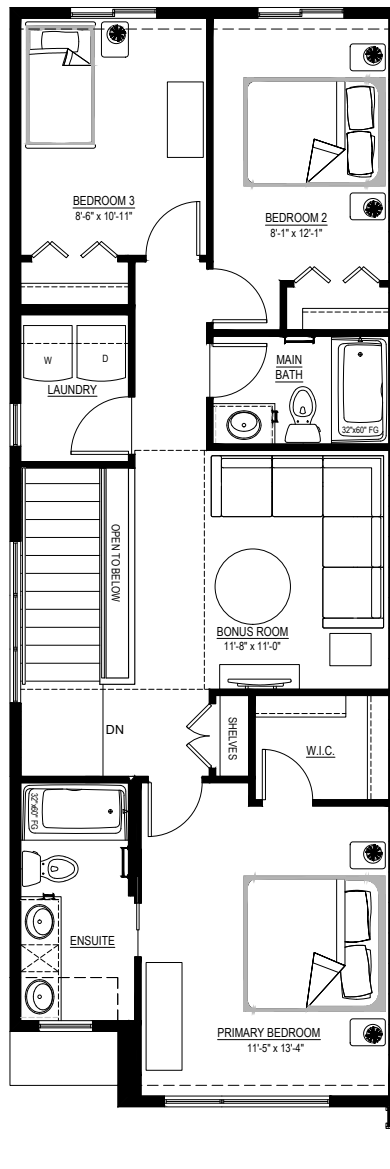 BEDROOM 3
8'-6" x 10'-11"
BEDROOM 2
8'-1" x 12'-1"
W
D
LAUNDRY
MAIN
BATH
32"x60" FG
OPEN TO BELOW
BONUS ROOM
11'-8" x 11'-0"
DN
SHELVES
W.I.C.
32"x60" FG
ENSUITE
PRIMARY BEDROOM
11'-5" x 13'-4"